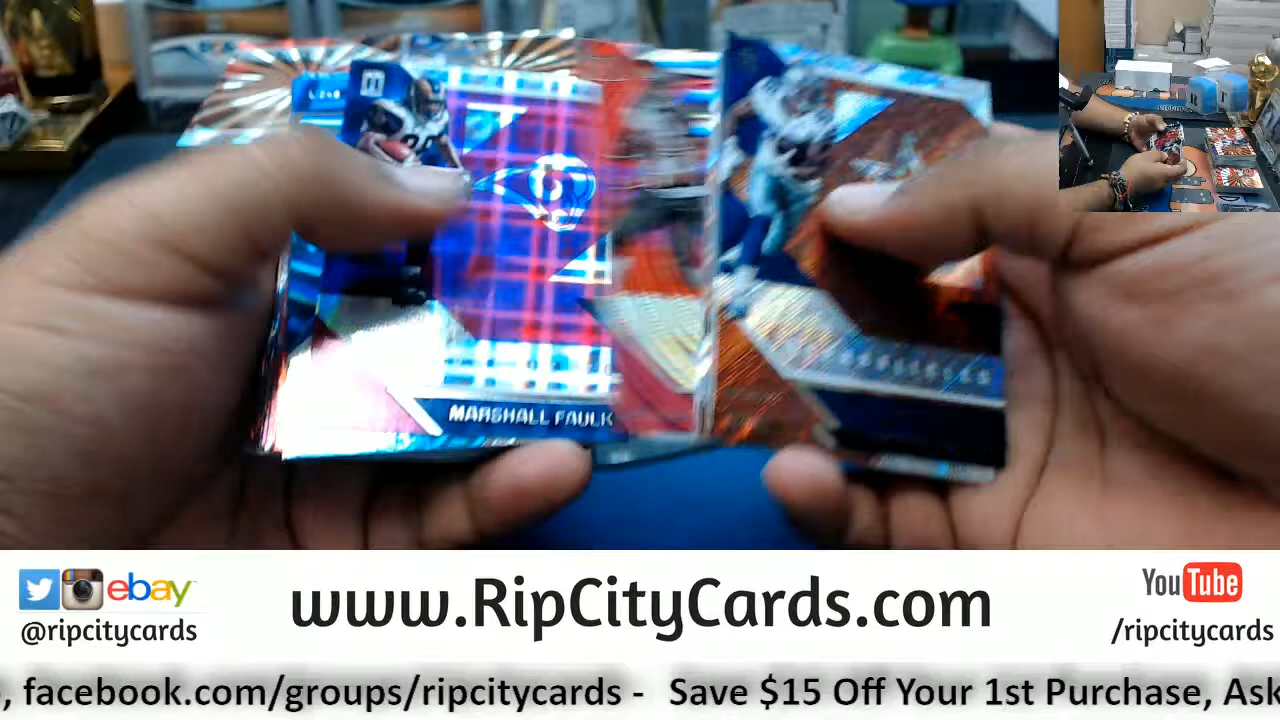 MARSHALL FAULK
ebay
@ripcitycards
www.RipCityCards.com
YouTube
/ripcitycards
, facebook.com/groups/ripcitycards - Save $15 Off Your 1st Purchase, Ask